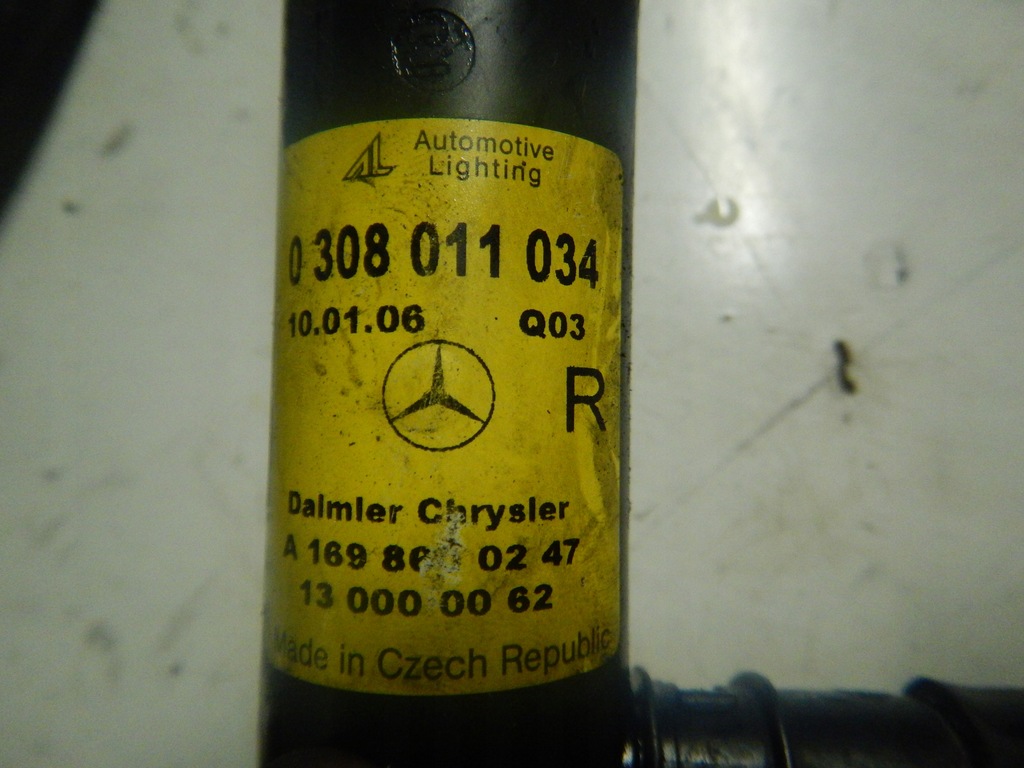 AL Automotive
Lighting
0 308 011 034
10.01.06 Q03
R
Daimler Chrysler
A 169 02 47
13 000 00 62
Made in Czech Republic